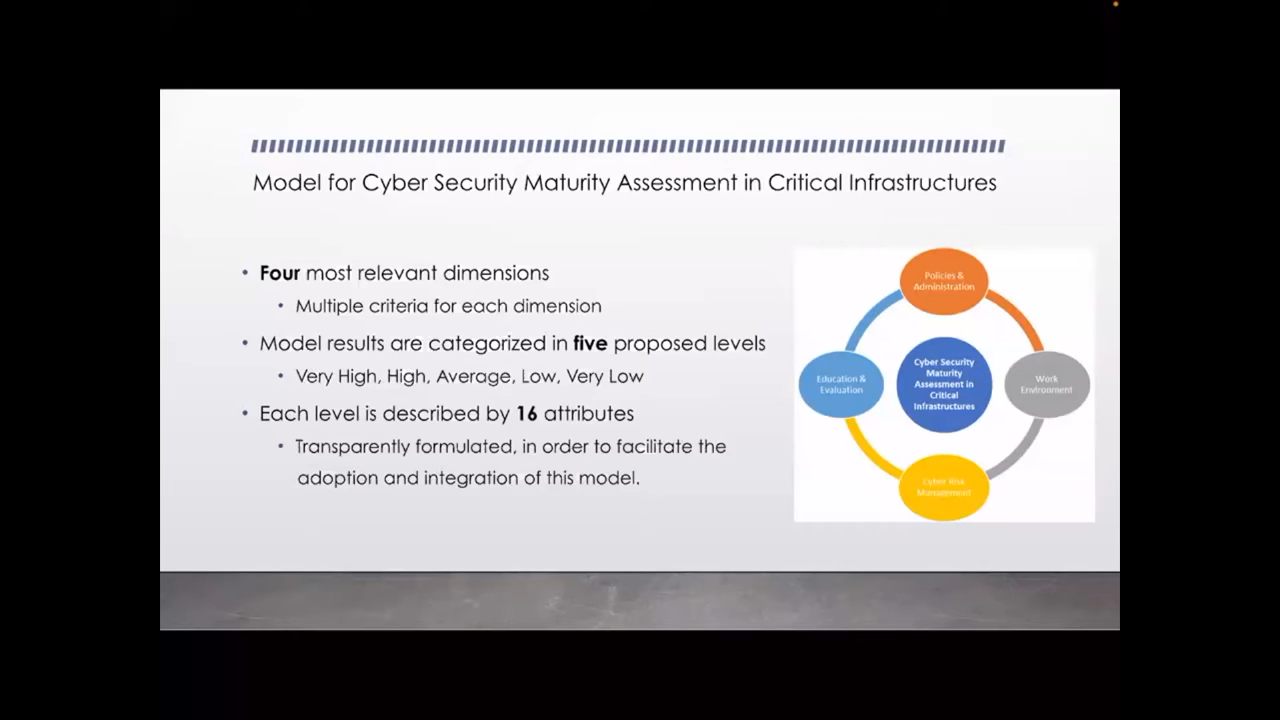 Model for Cyber Security Maturity Assessment in Critical Infrastructures
• Four most relevant dimensions
• Multiple criteria for each dimension
• Model results are categorized in five proposed levels
• Very High, High, Average, Low, Very Low
• Each level is described by 16 attributes
• Transparently formulated, in order to facilitate the
adoption and integration of this model.
Policies &
Administration
Education &
Evaluation
Cyber Security
Maturity
Assessment in
Critical
Infrastructures
Work
Environment
Cyber Risk
Management